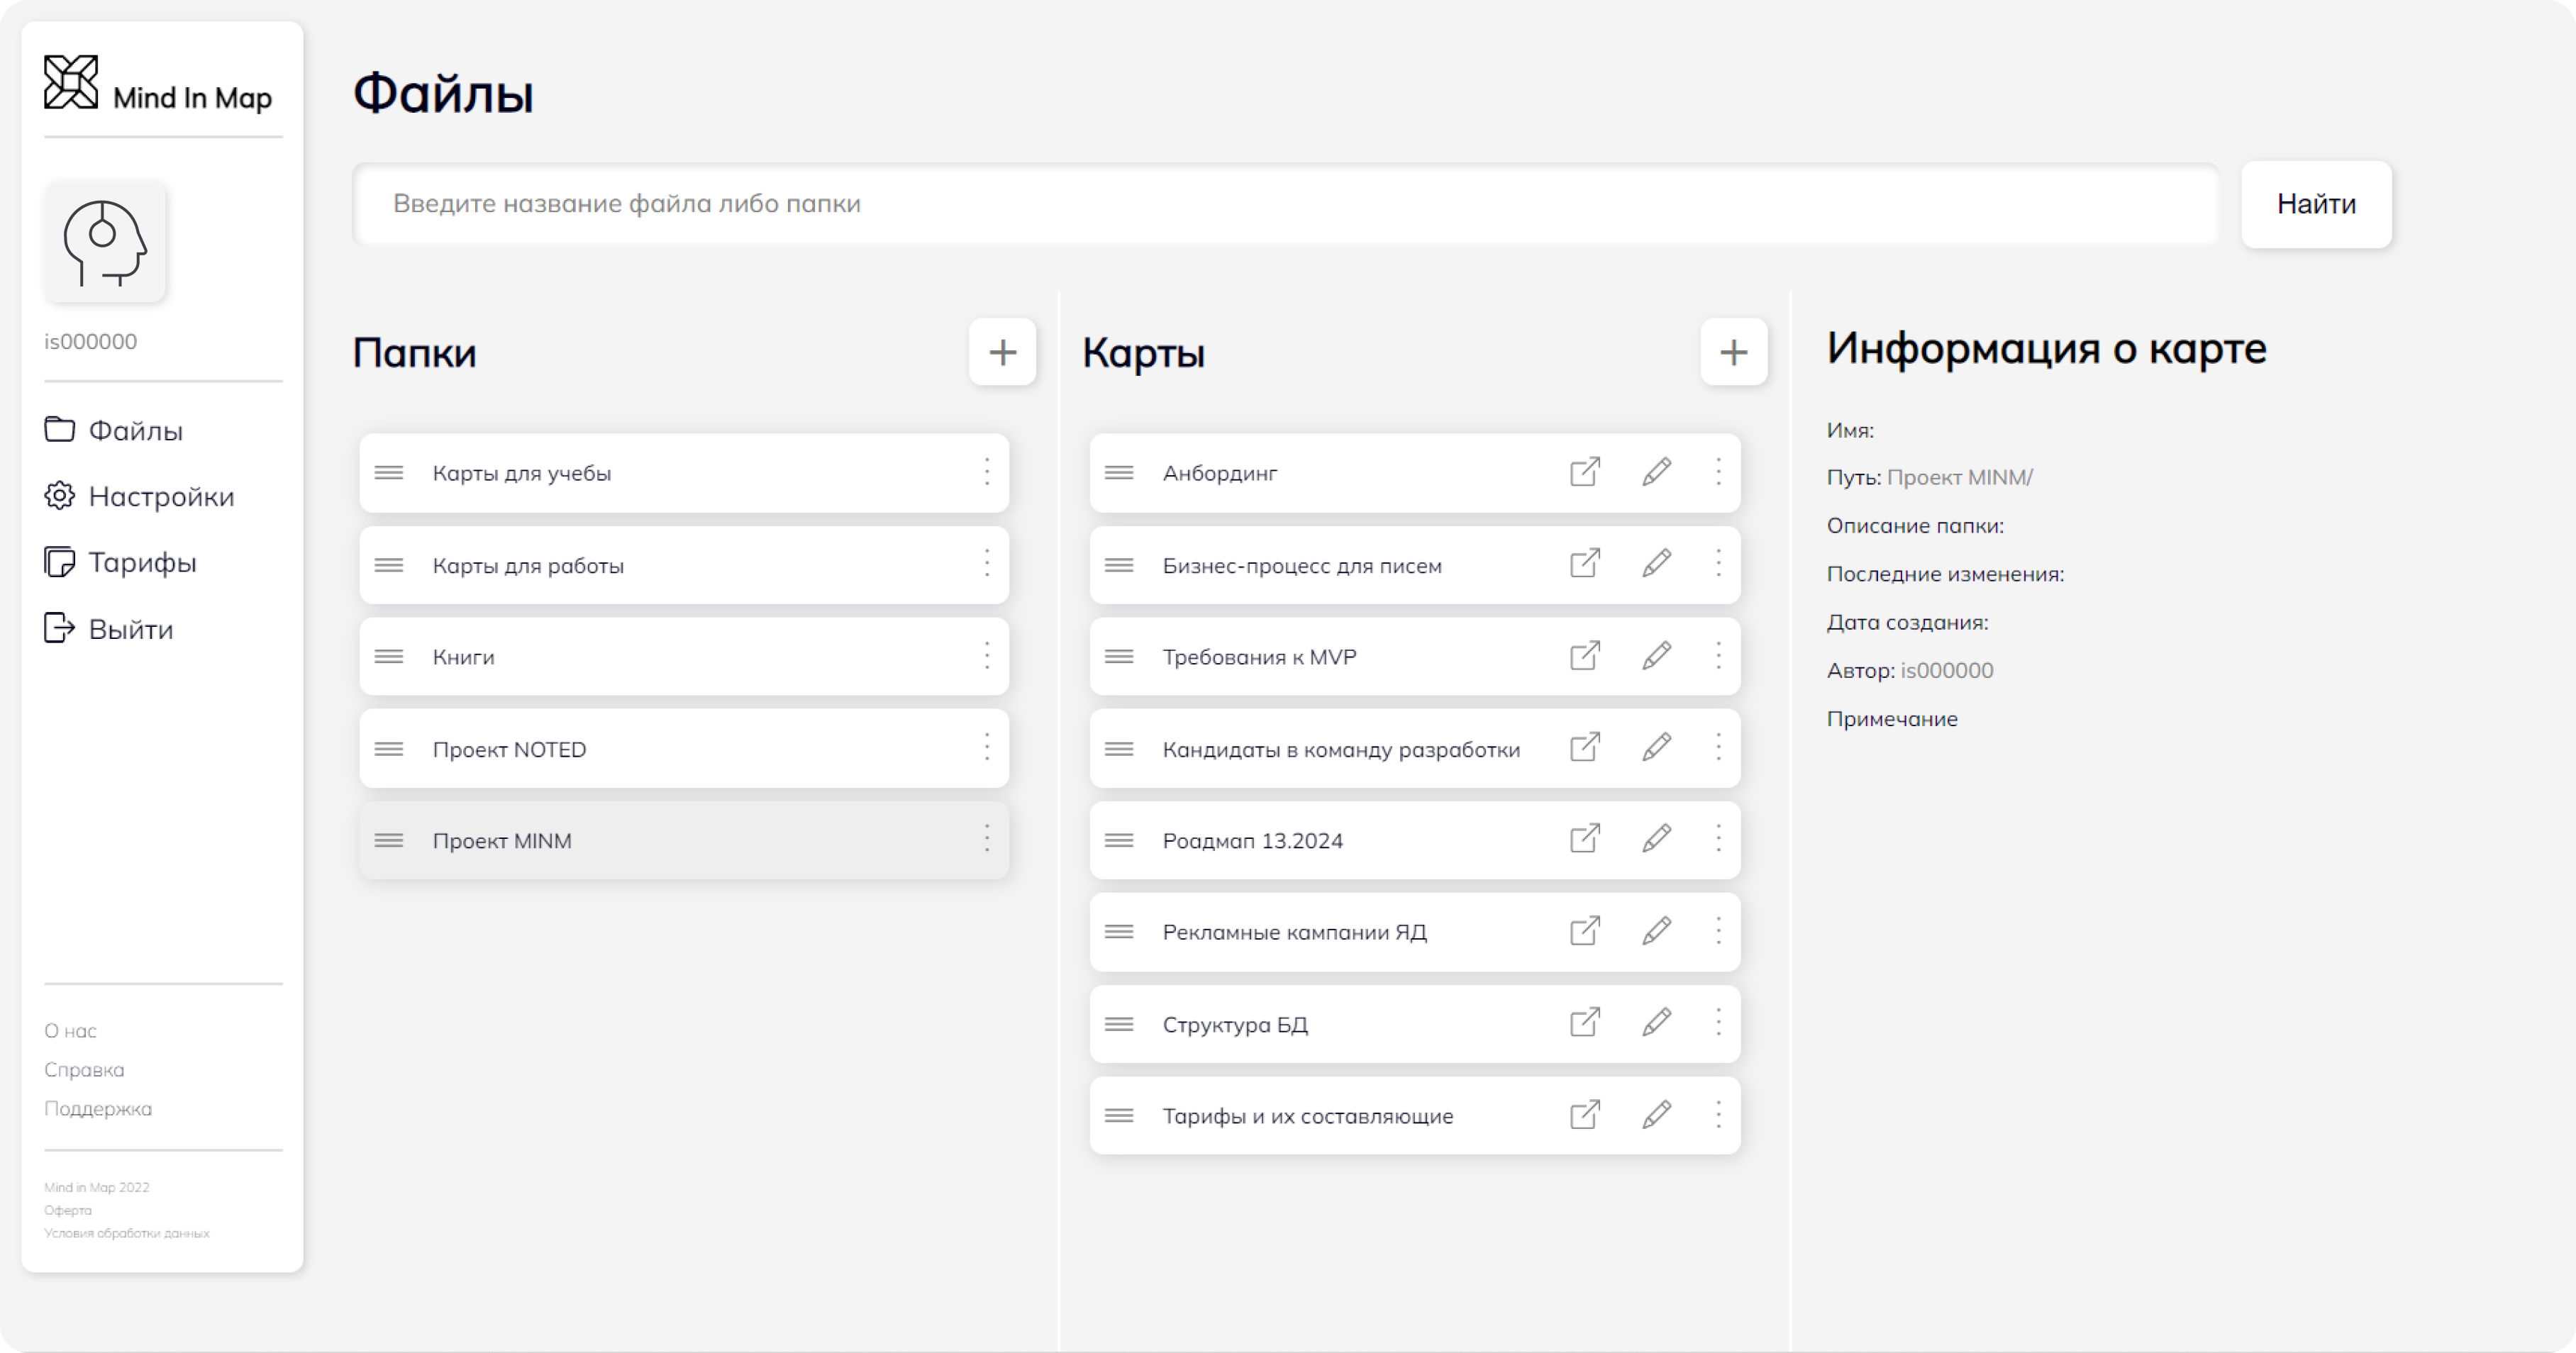 Mind In Map
is000000
Файлы
Настройки
Тарифы
Выйти
О нас
Справка
Поддержка
Mind in Map 2022
Оферта
Условия обработки данных
Файлы
Введите название файла либо папки
Найти
Папки
Карты для учебы
Карты для работы
Книги
Проект NOTED
Проект MINM
Карты
Анбординг
Бизнес-процесс для писем
Требования к MVP
Кандидаты в команду разработки
Роадмап 13.2024
Рекламные кампании ЯД
Структура БД
Тарифы и их составляющие
Информация о карте
Имя:
Путь: Проект MINM/
Описание папки:
Последние изменения:
Дата создания:
Автор: is000000
Примечание